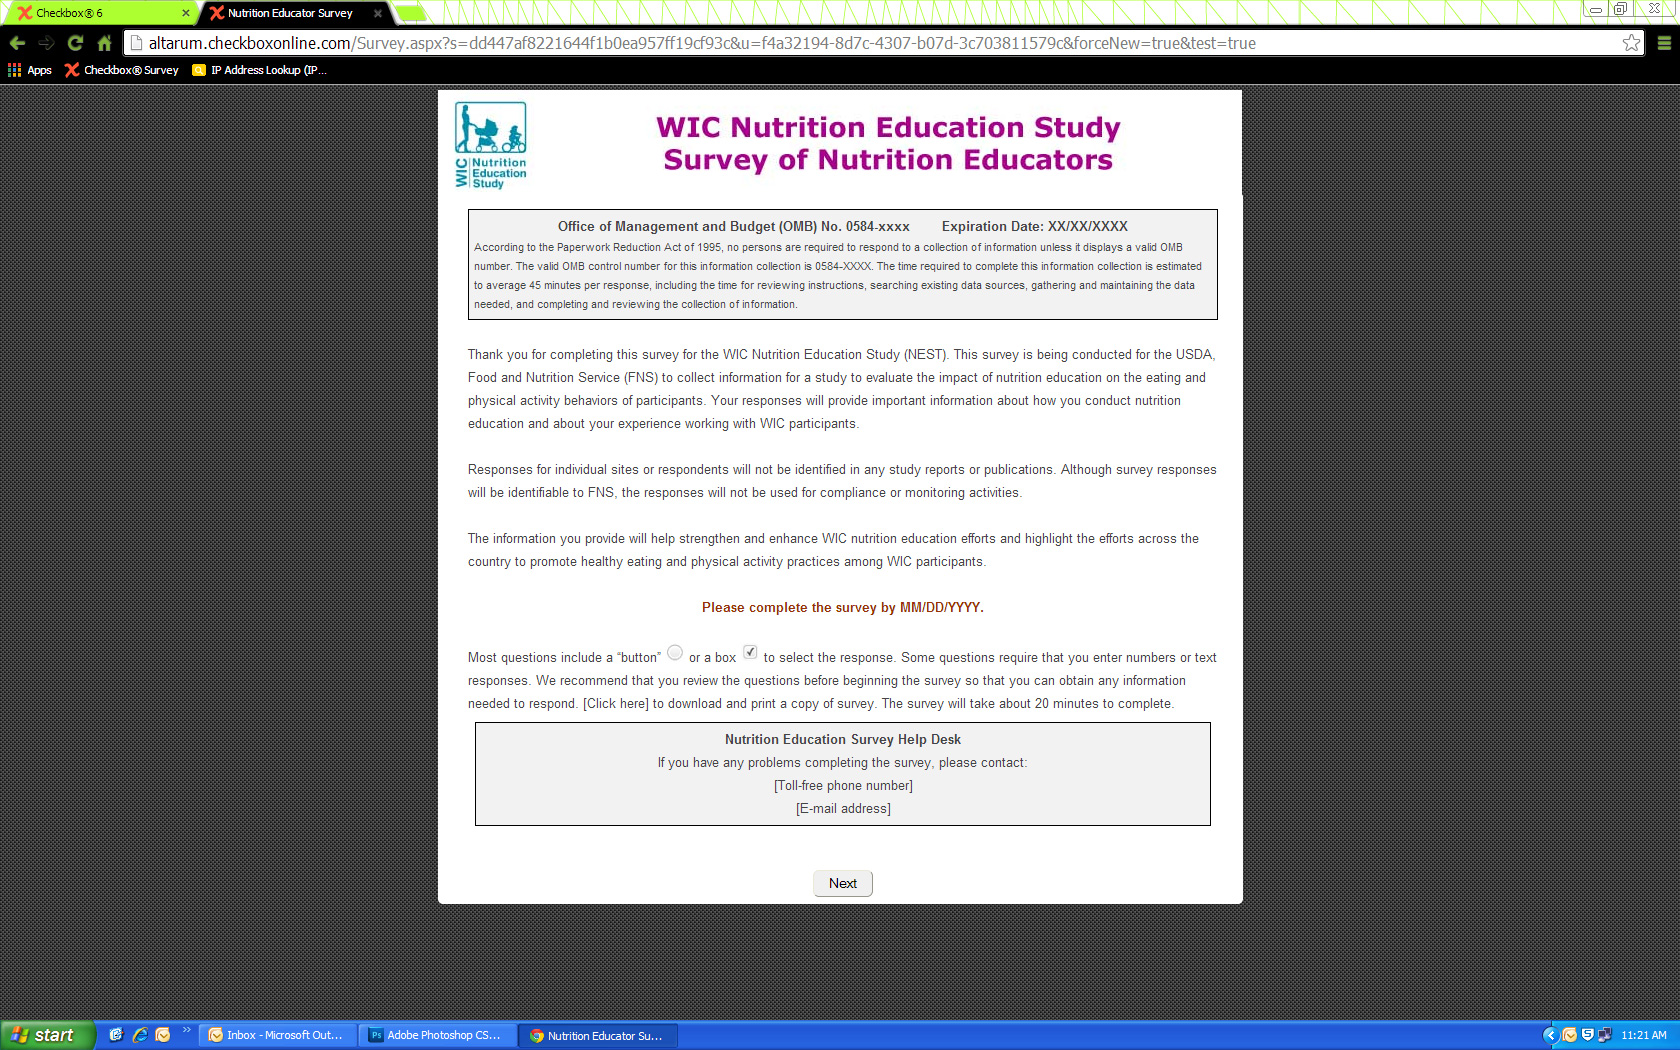 Checkbox® 6
Nutrition Educator Survey
altarum.checkboxonline.com/Survey.aspx?s=dd447af8221644f1b0ea957ff19cf93c&u=f4a32194-8d7c-4307-b07d-3c703811579c&forceNew=true&test=true
Apps Checkbox® Survey IP Address Lookup (IP...
WIC Nutrition Education Study
WIC Nutrition Education Study
Survey of Nutrition Educators
Office of Management and Budget (OMB) No. 0584-xxxx Expiration Date: XX/XX/XXXX
According to the Paperwork Reduction Act of 1995, no persons are required to respond to a collection of information unless it displays a valid OMB
number. The valid OMB control number for this information collection is 0584-XXXX. The time required to complete this information collection is estimated
to average 45 minutes per response, including the time for reviewing instructions, searching existing data sources, gathering and maintaining the data
needed, and completing and reviewing the collection of information.
Thank you for completing this survey for the WIC Nutrition Education Study (NEST). This survey is being conducted for the USDA,
Food and Nutrition Service (FNS) to collect information for a study to evaluate the impact of nutrition education on the eating and
physical activity behaviors of participants. Your responses will provide important information about how you conduct nutrition
education and about your experience working with WIC participants.
Responses for individual sites or respondents will not be identified in any study reports or publications. Although survey responses
will be identifiable to FNS, the responses will not be used for compliance or monitoring activities.
The information you provide will help strengthen and enhance WIC nutrition education efforts and highlight the efforts across the
country to promote healthy eating and physical activity practices among WIC participants.
Please complete the survey by MM/DD/YYYY.
Most questions include a “button” or a box to select the response. Some questions require that you enter numbers or text
responses. We recommend that you review the questions before beginning the survey so that you can obtain any information
needed to respond. [Click here] to download and print a copy of survey. The survey will take about 20 minutes to complete.
Nutrition Education Survey Help Desk
If you have any problems completing the survey, please contact:
[Toll-free phone number]
[E-mail address]
Next
start Inbox - Microsoft Out... Adobe Photoshop CS... Nutrition Educator Su... 11:21 AM